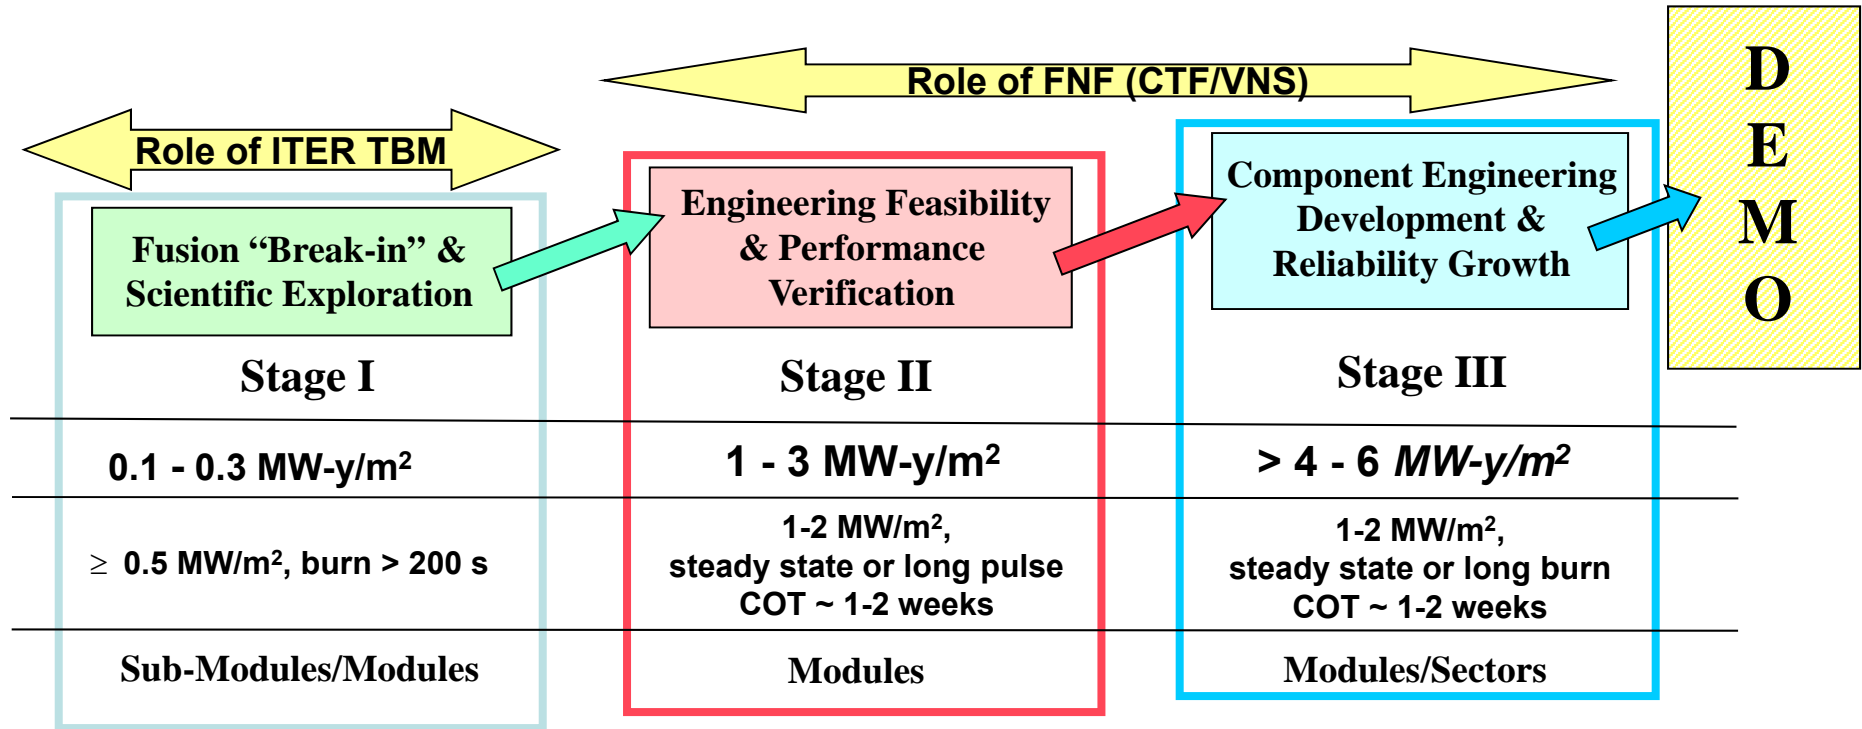 Role of ITER TBM
Role of FNF (CTF/VNS)
D
E
M
O
Fusion “Break-in” &
Scientific Exploration
Engineering Feasibility
& Performance
Verification
Component Engineering
Development &
Reliability Growth
Stage I
Stage II
Stage III
0.1 - 0.3 MW-y/m²
1 - 3 MW-y/m²
> 4 - 6 MW-y/m²
≥ 0.5 MW/m², burn > 200 s
1-2 MW/m²,
steady state or long pulse
COT ~ 1-2 weeks
1-2 MW/m²,
steady state or long burn
COT ~ 1-2 weeks
Sub-Modules/Modules
Modules
Modules/Sectors